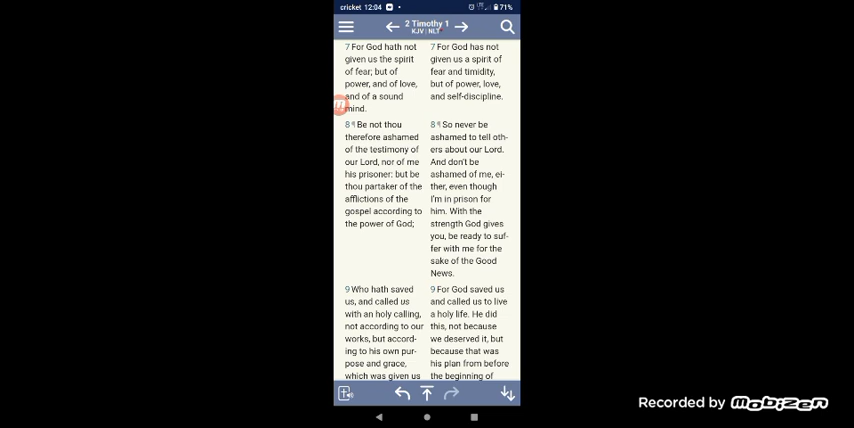 cricket 12:04
71%
2 Timothy 1
KJV | NLT
7 For God hath not
given us the spirit
of fear; but of
power, and of love,
and of a sound
mind.
8 ¶ Be not thou
therefore ashamed
of the testimony of
our Lord, nor of me
his prisoner: but be
thou partaker of the
afflictions of the
gospel according to
the power of God;
9 Who hath saved
us, and called us
with an holy calling,
not according to our
works, but accord-
ing to his own pur-
pose and grace,
which was given us
7 For God has not
given us a spirit of
fear and timidity,
but of power, love,
and self-discipline.
8 ¶ So never be
ashamed to tell oth-
ers about our Lord.
And don't be
ashamed of me, ei-
ther, even though
I'm in prison for
him. With the
strength God gives
you, be ready to suf-
fer with me for the
sake of the Good
News.
9 For God saved us
and called us to live
a holy life. He did
this, not because
we deserved it, but
because that was
his plan from before
the beginning of
Recorded by mobizen